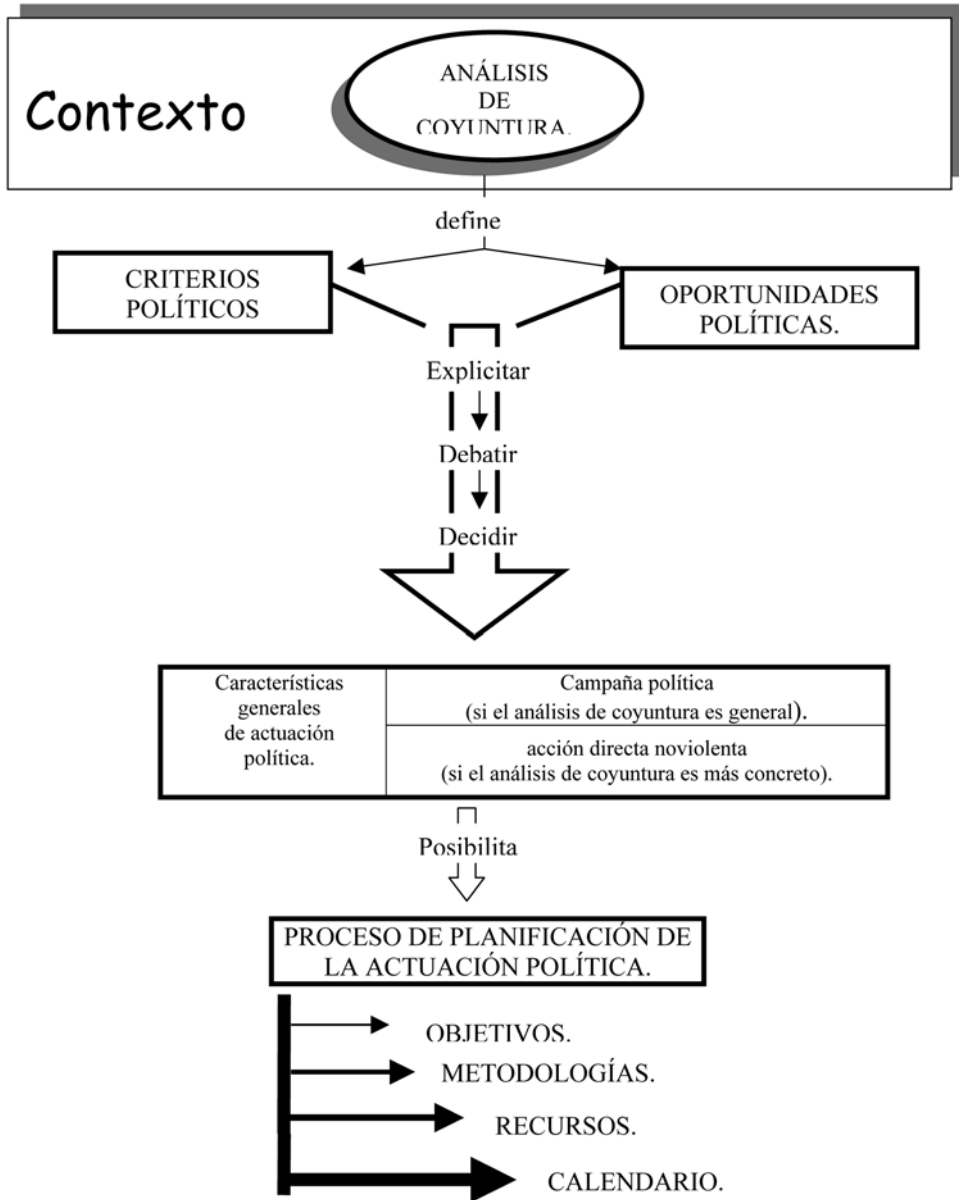 Contexto
ANÁLISIS
DE
COYUNTURA.
define
CRITERIOS
POLÍTICOS
OPORTUNIDADES
POLÍTICAS.
Explicitar
Debatir
Decidir
Características
generales
de actuación
política.
Campaña política
(si el análisis de coyuntura es general).
acción directa noviolenta
(si el análisis de coyuntura es más concreto).
Posibilita
PROCESO DE PLANIFICACIÓN DE
LA ACTUACIÓN POLÍTICA.
OBJETIVOS.
METODOLOGÍAS.
RECURSOS.
CALENDARIO.